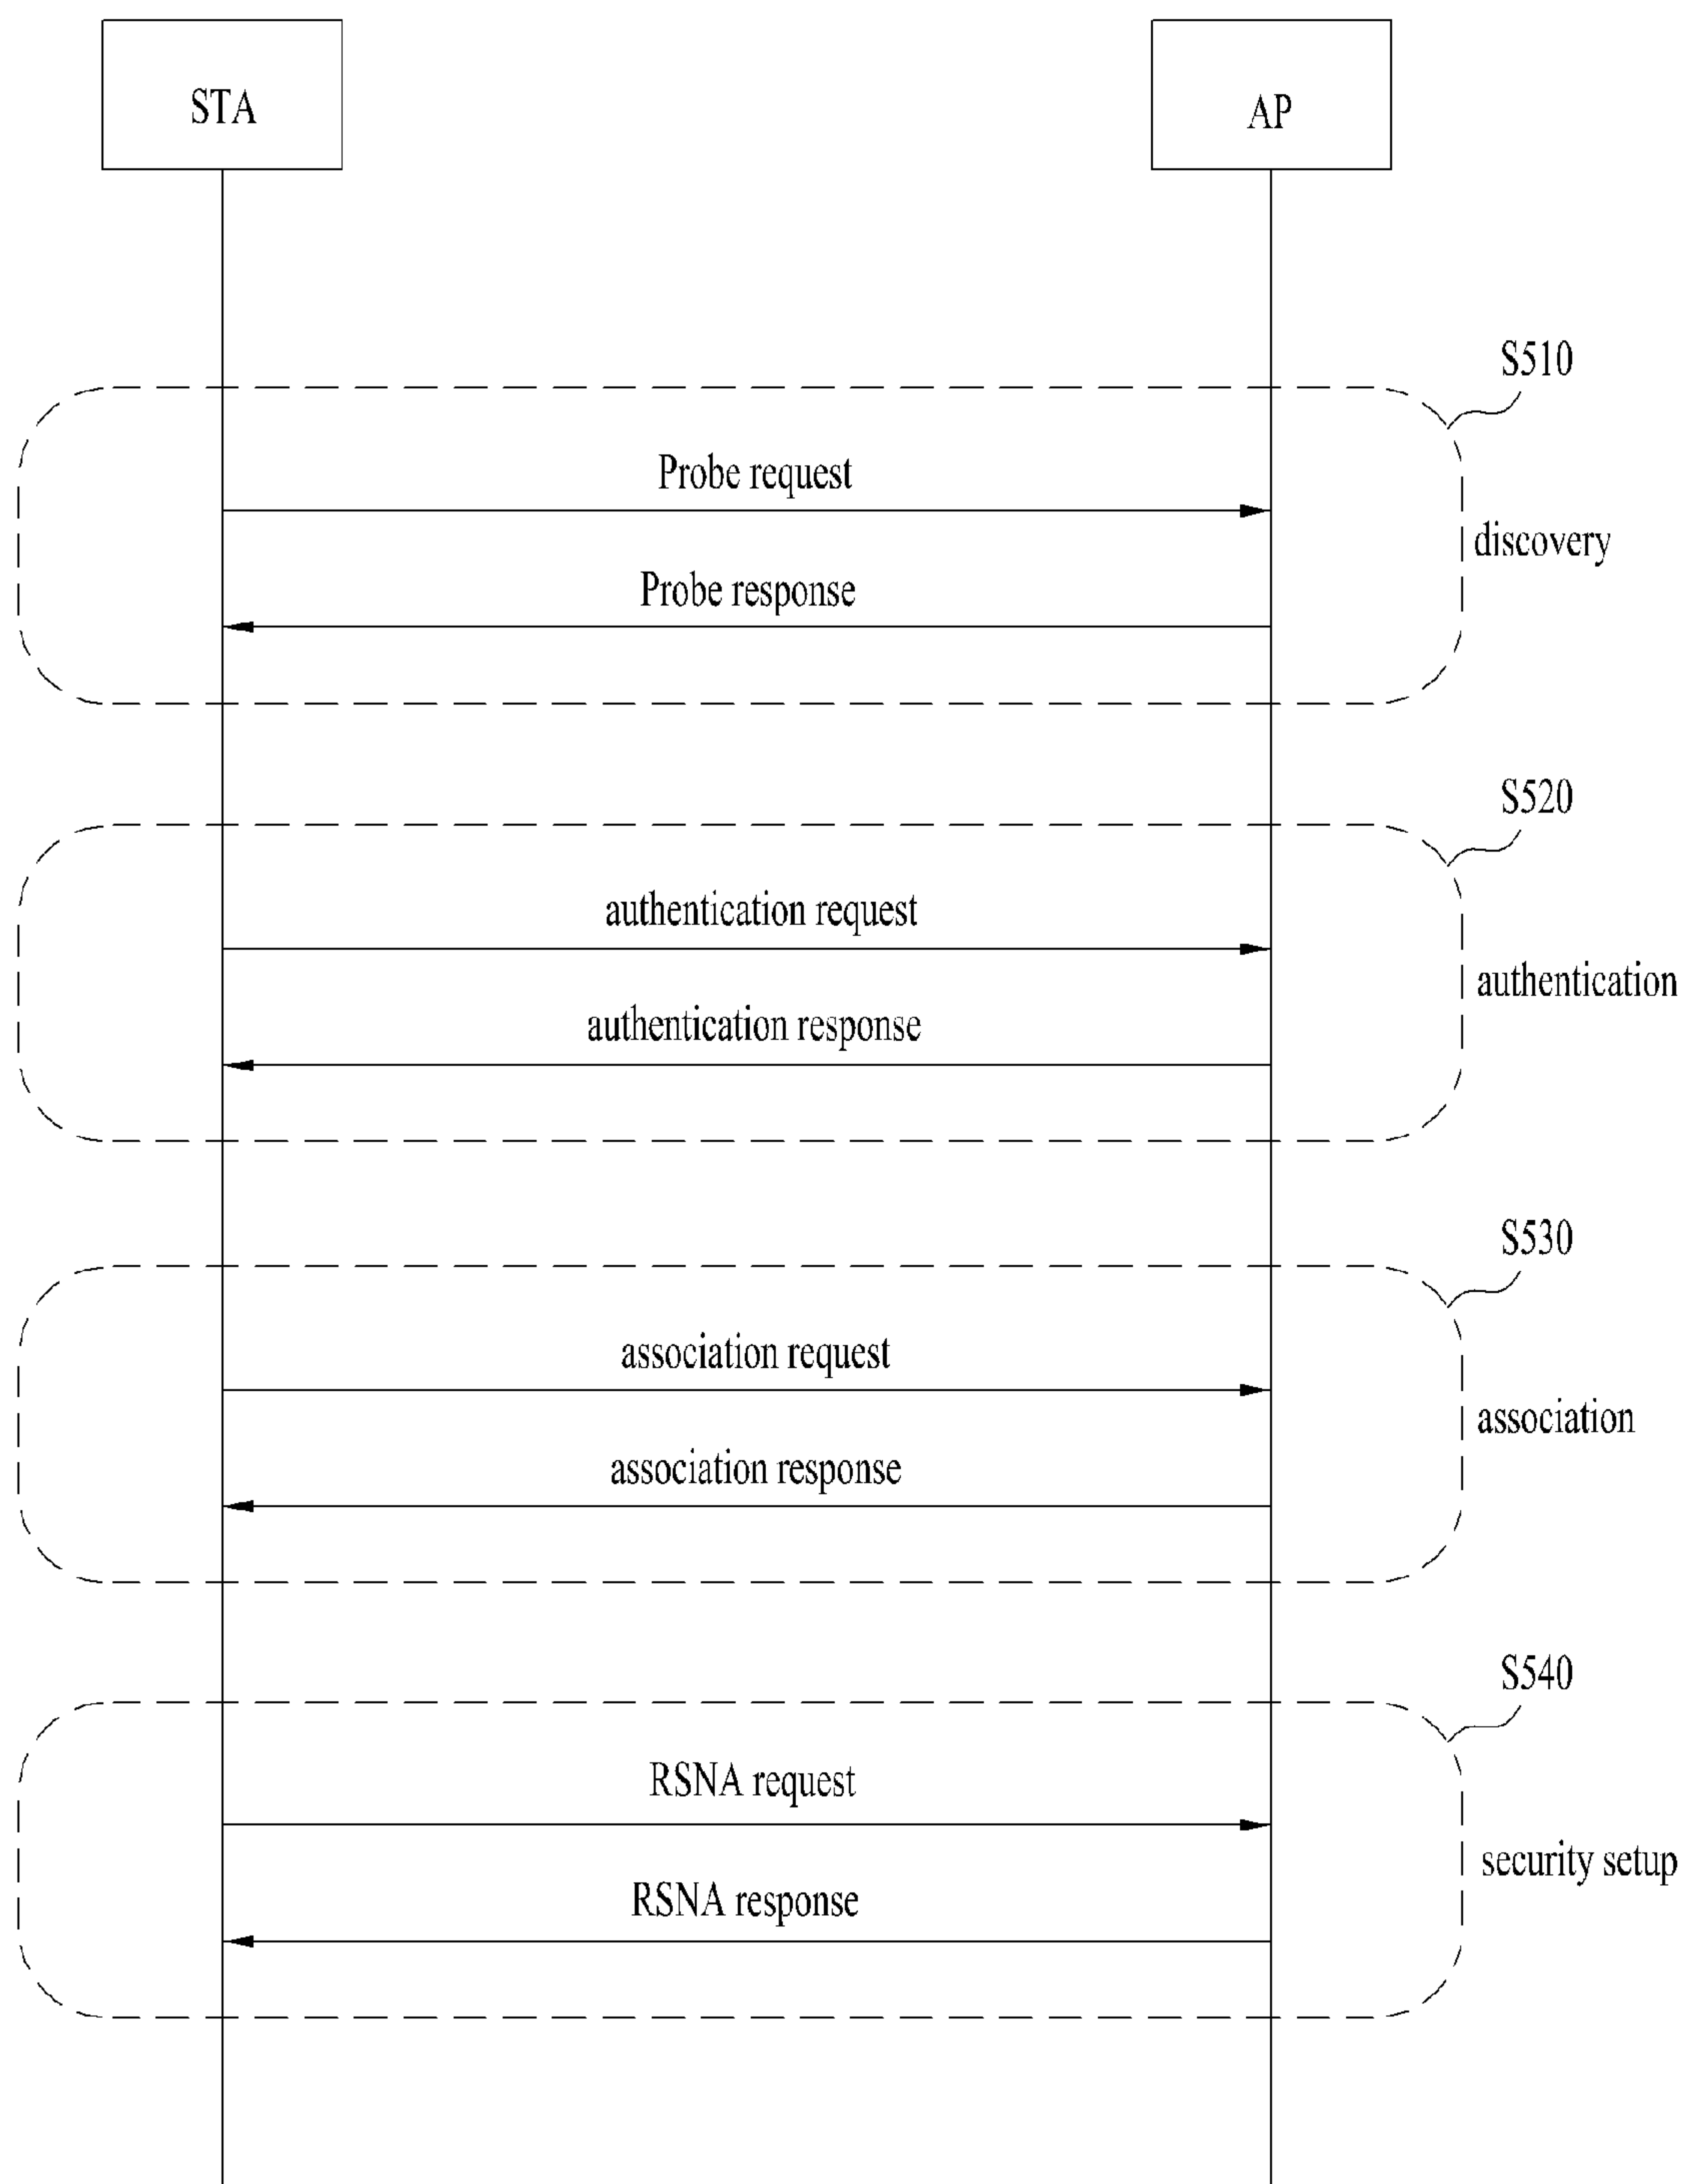 STA
AP
S510
Probe request
discovery
Probe response
S520
authentication request
authentication
authentication response
S530
association request
association
association response
S540
RSNA request
security setup
RSNA response